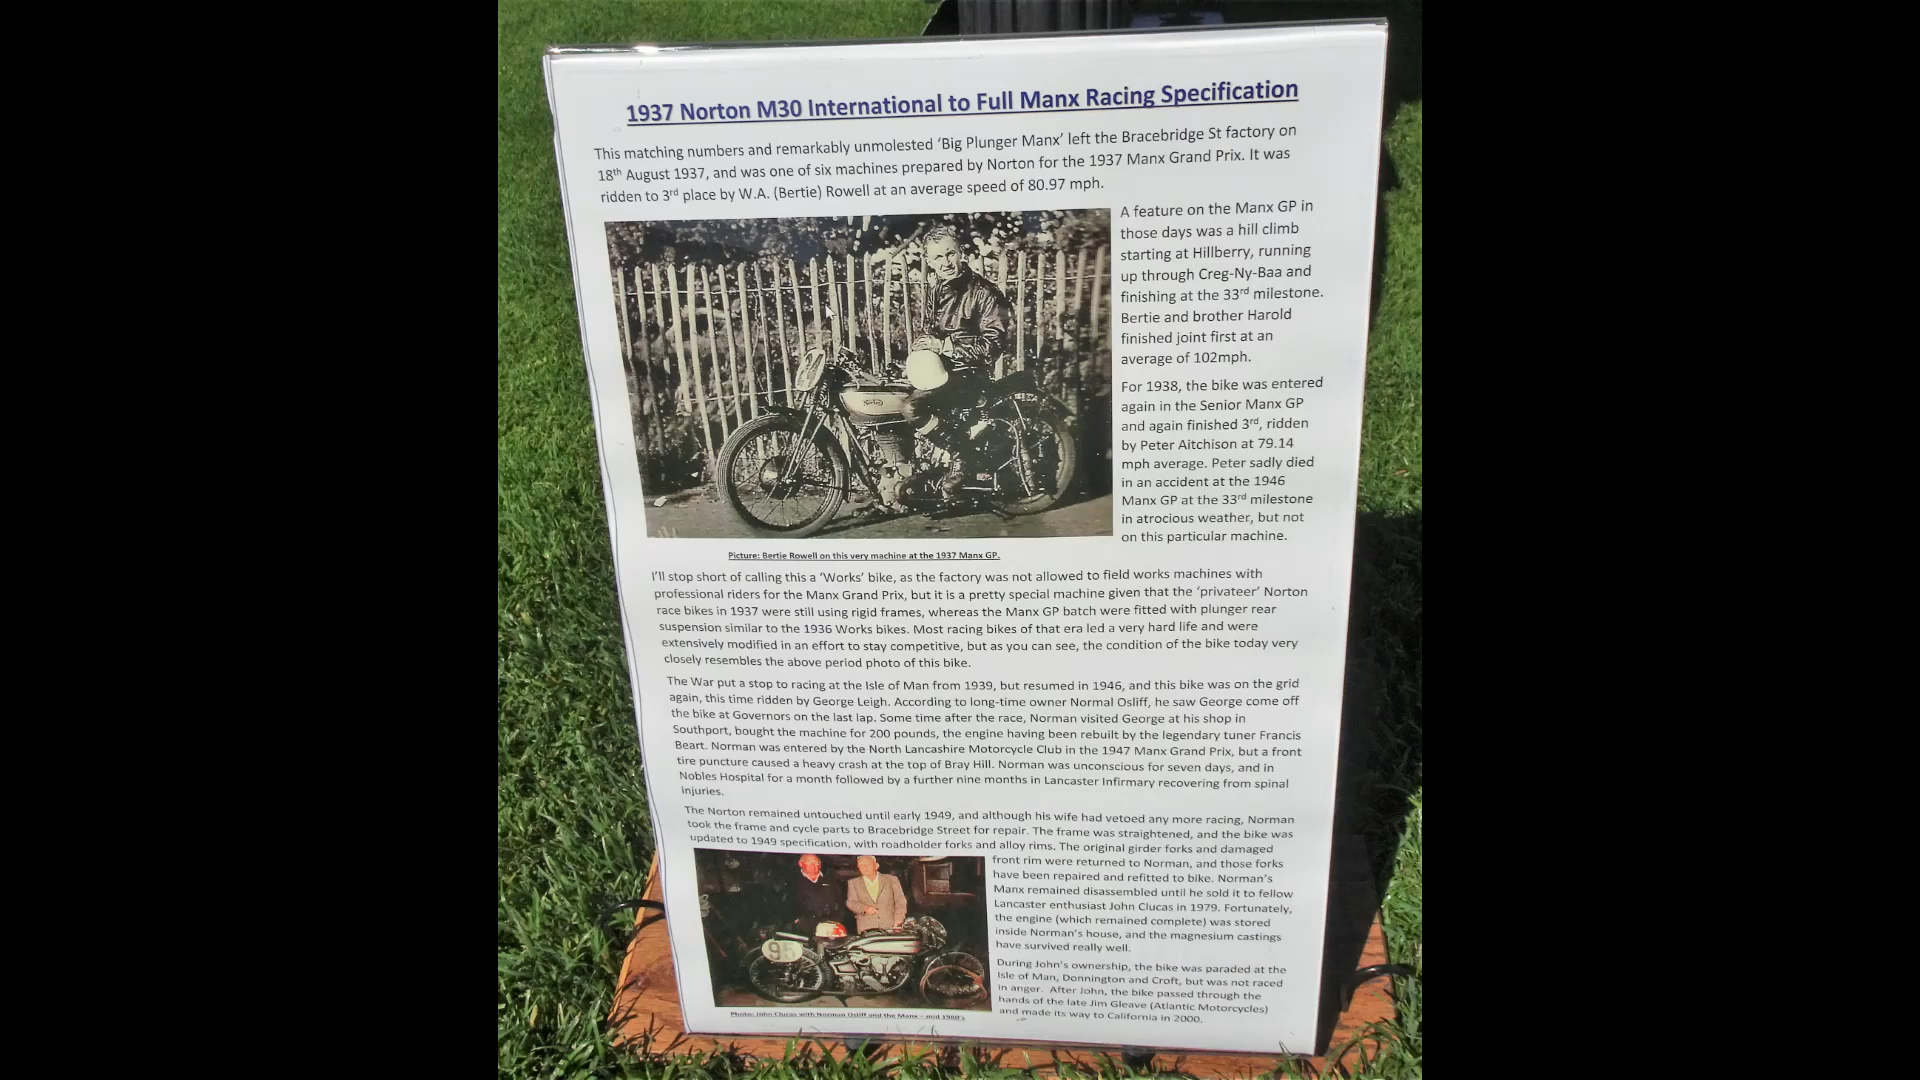 1937 Norton M30 International to Full Manx Racing Specification
This matching numbers and remarkably unmolested ‘Big Plunger Manx’ left the Bracebridge St factory on
18th August 1937, and was one of six machines prepared by Norton for the 1937 Manx Grand Prix. It was
ridden to 3rd place by W.A. (Bertie) Rowell at an average speed of 80.97 mph.
A feature on the Manx GP in
those days was a hill climb
starting at Hillberry, running
up through Creg-Ny-Baa and
finishing at the 33rd milestone.
Bertie and brother Harold
finished joint first at an
average of 102mph.
For 1938, the bike was entered
again in the Senior Manx GP
and again finished 3rd, ridden
by Peter Aitchison at 79.14
mph average. Peter sadly died
in an accident at the 1946
Manx GP at the 33rd milestone
in atrocious weather, but not
on this particular machine.
Norton
Picture: Bertie Rowell on this very machine at the 1937 Manx GP.
I’ll stop short of calling this a ‘Works’ bike, as the factory was not allowed to field works machines with
professional riders for the Manx Grand Prix, but it is a pretty special machine given that the ‘privateer’ Norton
race bikes in 1937 were still using rigid frames, whereas the Manx GP batch were fitted with plunger rear
suspension similar to the 1936 Works bikes. Most racing bikes of that era led a very hard life and were
extensively modified in an effort to stay competitive, but as you can see, the condition of the bike today very
closely resembles the above period photo of this bike.
The War put a stop to racing at the Isle of Man from 1939, but resumed in 1946, and this bike was on the grid
again, this time ridden by George Leigh. According to long-time owner Normal Osliff, he saw George come off
the bike at Governors on the last lap. Some time after the race, Norman visited George at his shop in
Southport, bought the machine for 200 pounds, the engine having been rebuilt by the legendary tuner Francis
Beart. Norman was entered by the North Lancashire Motorcycle Club in the 1947 Manx Grand Prix, but a front
tire puncture caused a heavy crash at the top of Bray Hill. Norman was unconscious for seven days, and in
Nobles Hospital for a month followed by a further nine months in Lancaster Infirmary recovering from spinal
injuries.
The Norton remained untouched until early 1949, and although his wife had vetoed any more racing, Norman
took the frame and cycle parts to Bracebridge Street for repair. The frame was straightened, and the bike was
updated to 1949 specification, with roadholder forks and alloy rims. The original girder forks and damaged
front rim were returned to Norman, and those forks
have been repaired and refitted to bike. Norman’s
Manx remained disassembled until he sold it to fellow
Lancaster enthusiast John Clucas in 1979. Fortunately,
the engine (which remained complete) was stored
inside Norman’s house, and the magnesium castings
have survived really well.
During John’s ownership, the bike was paraded at the
Isle of Man, Donnington and Croft, but was not raced
in anger. After John, the bike passed through the
hands of the late Jim Gleave (Atlantic Motorcycles)
and made its way to California in 2000.
95
Photo: John Clucas with Norman Osliff and the Manx – mid 1980’s